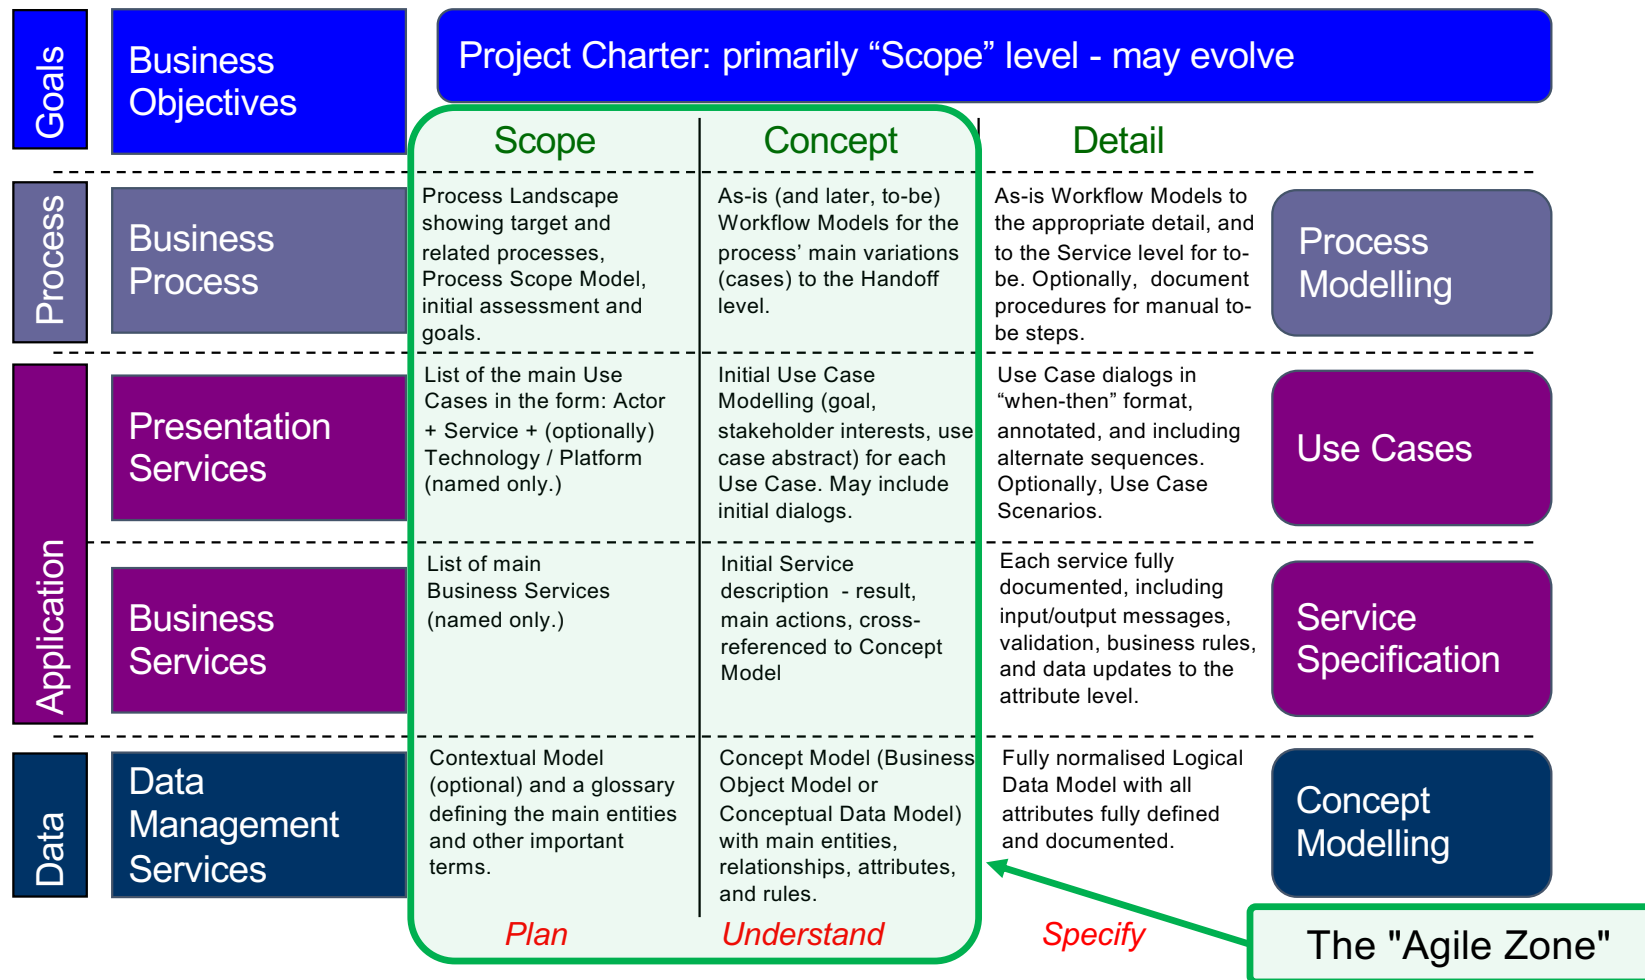 Goals
Business
Objectives
Project Charter: primarily “Scope” level - may evolve
Scope
Concept
Detail
Process
Business
Process
Process Landscape
showing target and
related processes,
Process Scope Model,
initial assessment and
goals.
As-is (and later, to-be)
Workflow Models for the
process’ main variations
(cases) to the Handoff
level.
As-is Workflow Models to
the appropriate detail, and
to the Service level for to-
be. Optionally, document
procedures for manual to-
be steps.
Process
Modelling
Application
Presentation
Services
List of the main Use
Cases in the form: Actor
+ Service + (optionally)
Technology / Platform
(named only.)
Initial Use Case
Modelling (goal,
stakeholder interests, use
case abstract) for each
Use Case. May include
initial dialogs.
Use Case dialogs in
“when-then” format,
annotated, and including
alternate sequences.
Optionally, Use Case
Scenarios.
Use Cases
Business
Services
List of main
Business Services
(named only.)
Initial Service
description - result,
main actions, cross-
referenced to Concept
Model
Each service fully
documented, including
input/output messages,
validation, business rules,
and data updates to the
attribute level.
Service
Specification
Data
Data
Management
Services
Contextual Model
(optional) and a glossary
defining the main entities
and other important
terms.
Concept Model (Business
Object Model or
Conceptual Data Model)
with main entities,
relationships, attributes,
and rules.
Fully normalised Logical
Data Model with all
attributes fully defined
and documented.
Concept
Modelling
Plan
Understand
Specify
The "Agile Zone"